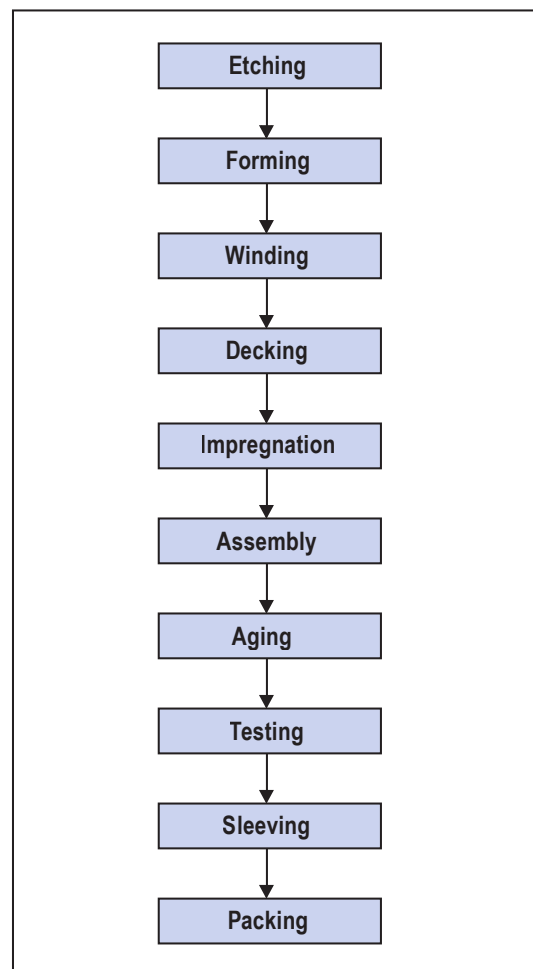 Etching
Forming
Winding
Decking
Impregnation
Assembly
Aging
Testing
Sleeving
Packing